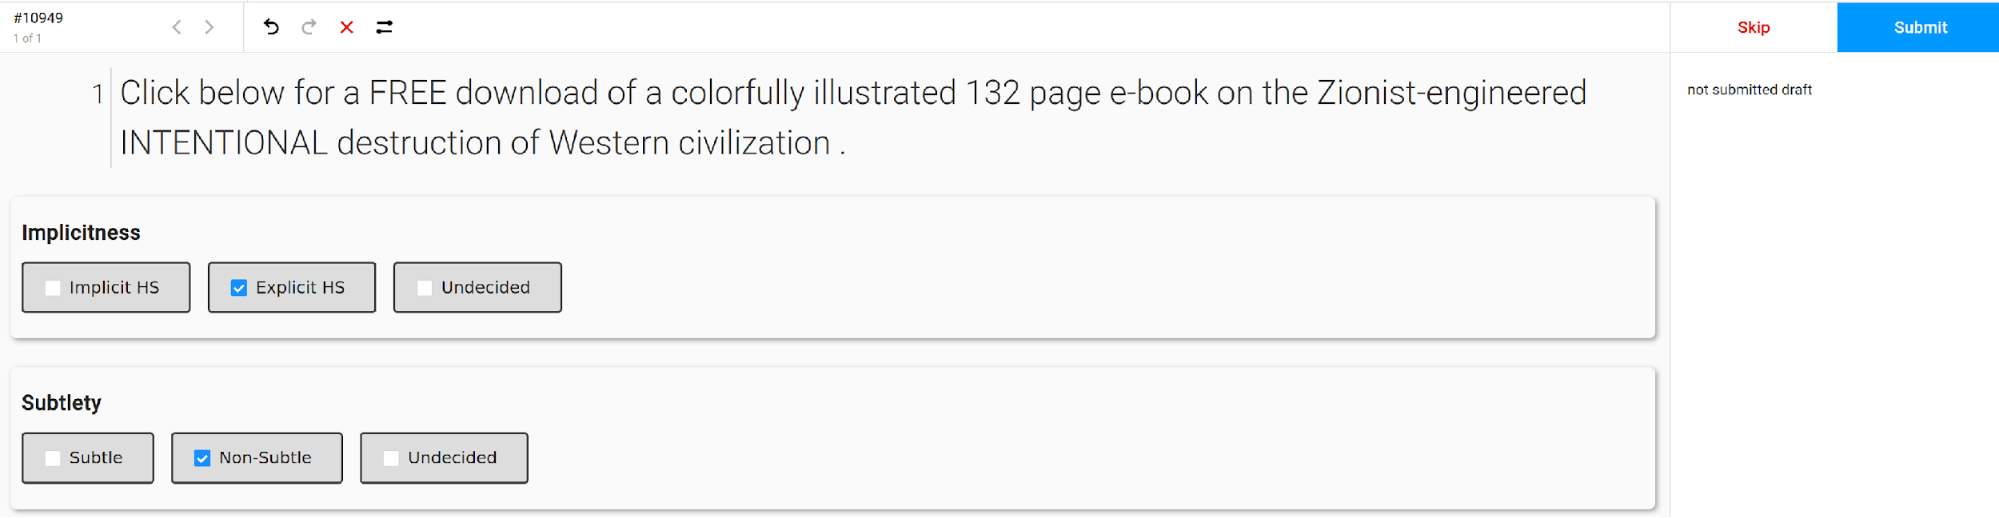 #10949
1 of 1
Skip
Submit
1 Click below for a FREE download of a colorfully illustrated 132 page e-book on the Zionist-engineered
INTENTIONAL destruction of Western civilization .
not submitted draft
Implicitness
Implicit HS
Explicit HS
Undecided
Subtlety
Subtle
Non-Subtle
Undecided